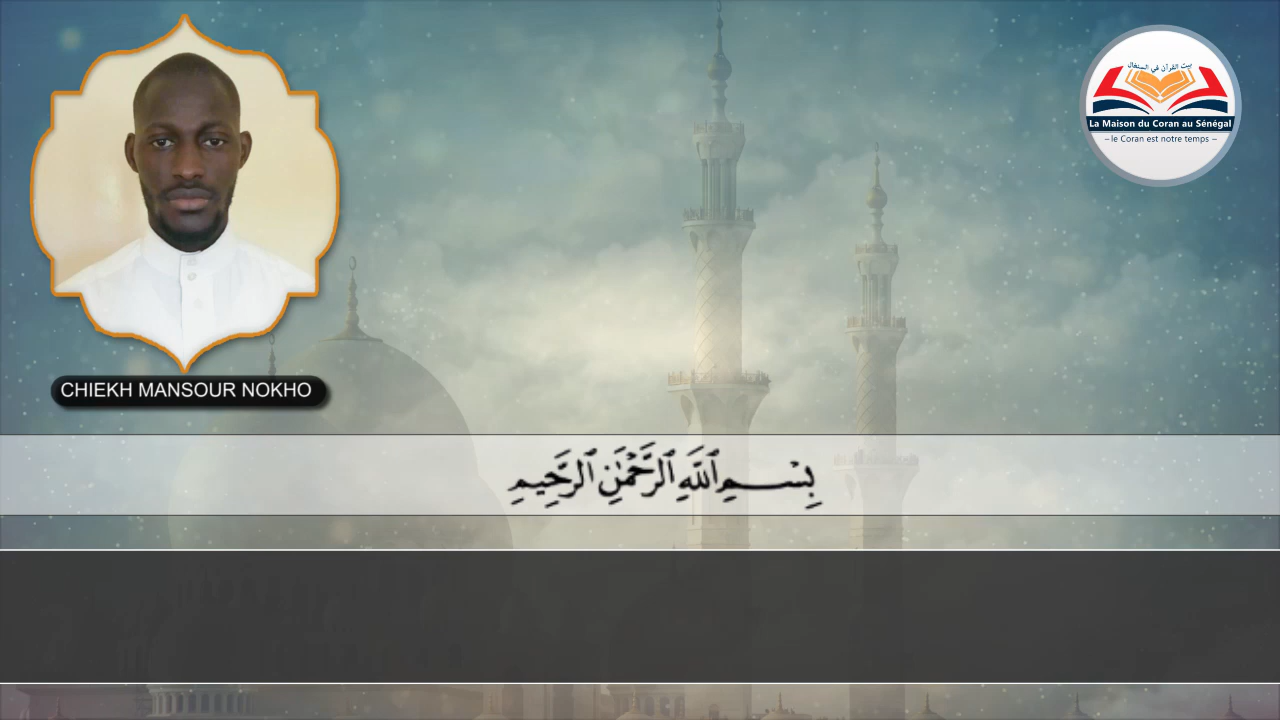 بيت القرآن في السنغال
La Maison du Coran au Sénégal
– le Coran est notre temps –
CHIEKH MANSOUR NOKHO
بِسْمِ ٱللَّهِ ٱلرَّحْمَٰنِ ٱلرَّحِيمِ